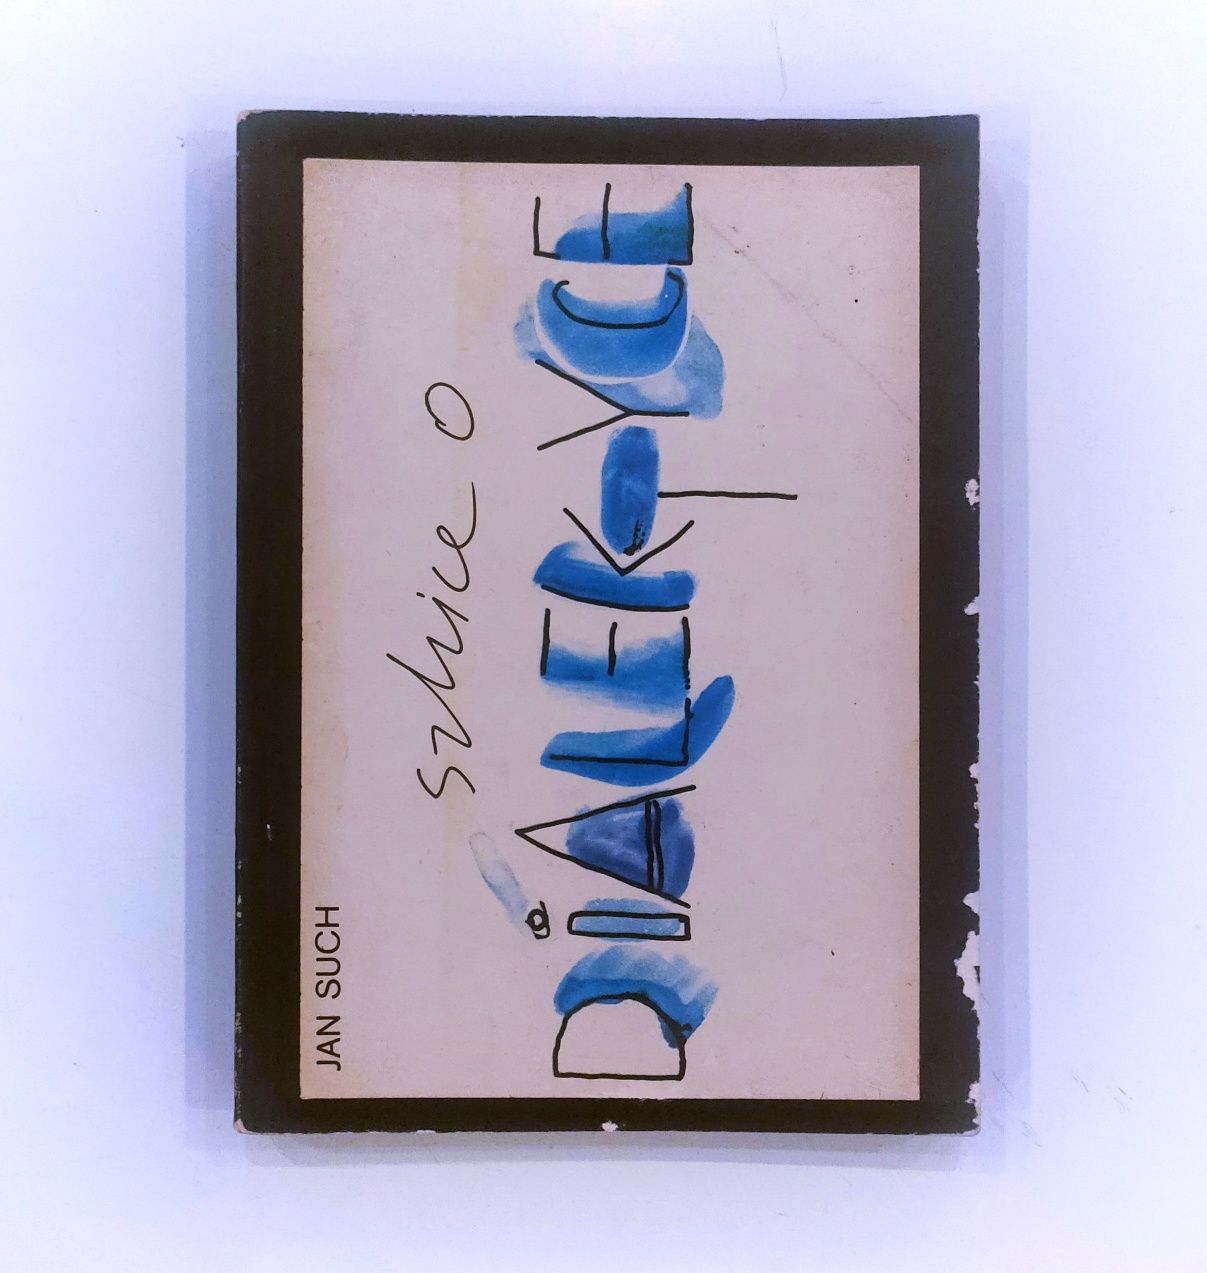 JAN SUCH
szkice o
DIALEKTYCE